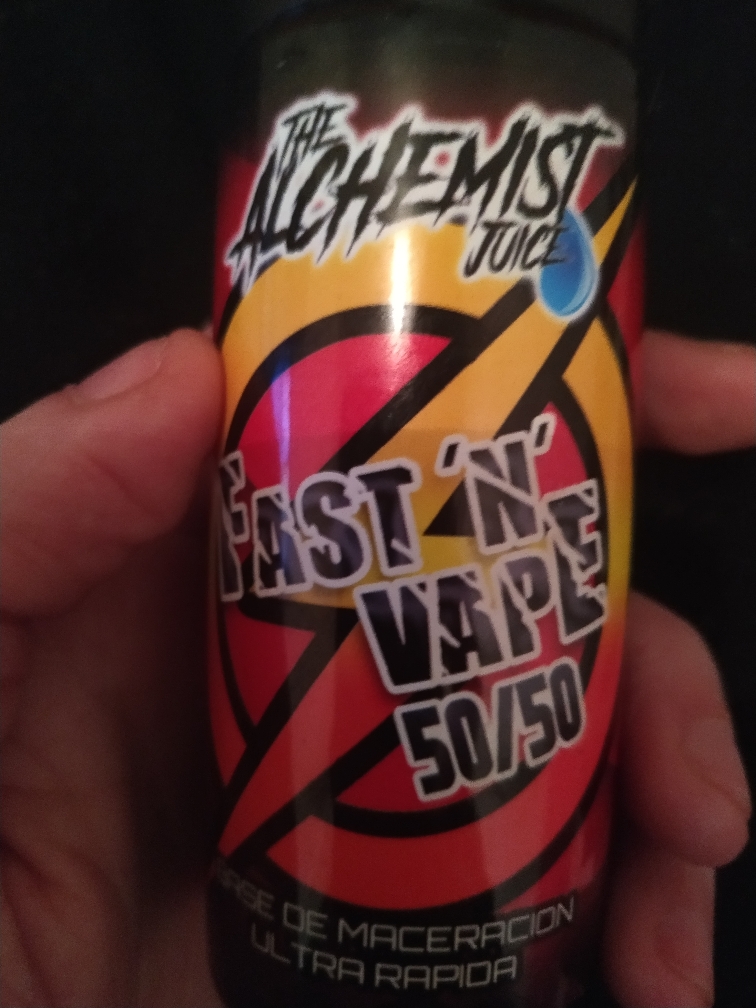 THE
ALCHEMIST
JUICE
FAST 'N'
VAPE
50/50
BASE DE MACERACION
ULTRA RAPIDA